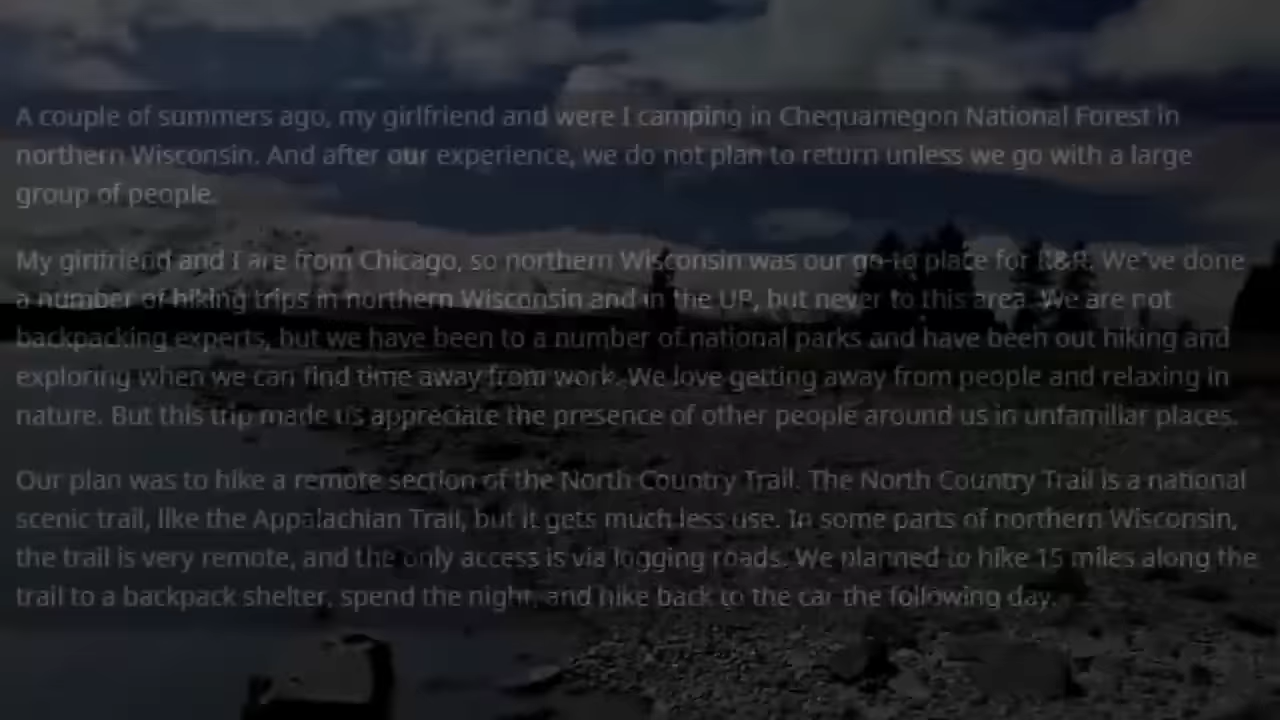 A couple of summers ago, my girlfriend and were I camping in Chequamegon National Forest in
northern Wisconsin. And after our experience, we do not plan to return unless we go with a large
group of people.
My girlfriend and I are from Chicago, so northern Wisconsin was our go-to place for R&R. We've done
a number of hiking trips in northern Wisconsin and in the UP, but never to this area. We are not
backpacking experts, but we have been to a number of national parks and have been out hiking and
exploring when we can find time away from work. We love getting away from people and relaxing in
nature. But this trip made us appreciate the presence of other people around us in unfamiliar places.
Our plan was to hike a remote section of the North Country Trail. The North Country Trail is a national
scenic trail, like the Appalachian Trail, but it gets much less use. In some parts of northern Wisconsin,
the trail is very remote, and the only access is via logging roads. We planned to hike 15 miles along the
trail to a backpack shelter, spend the night, and hike back to the car the following day.